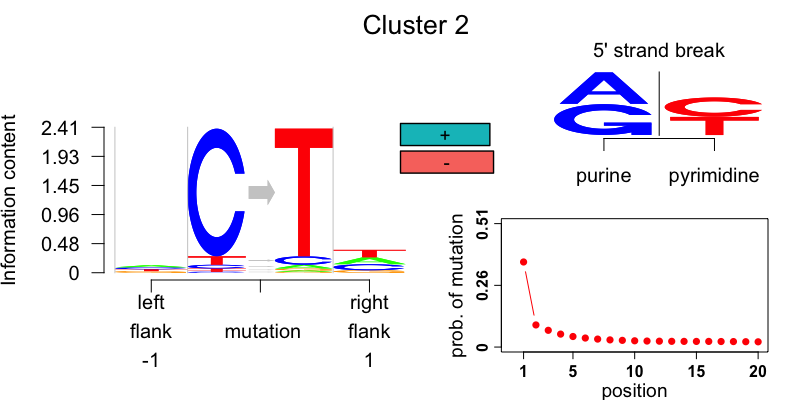 Cluster 2
Information content
2.41
1.93
1.45
0.96
0.48
0
C T
left
flank
-1
mutation
right
flank
1
+
-
5' strand break
A C
G T
purine
pyrimidine
prob. of mutation
0.51
0.26
0
1 5 10 15 20
position